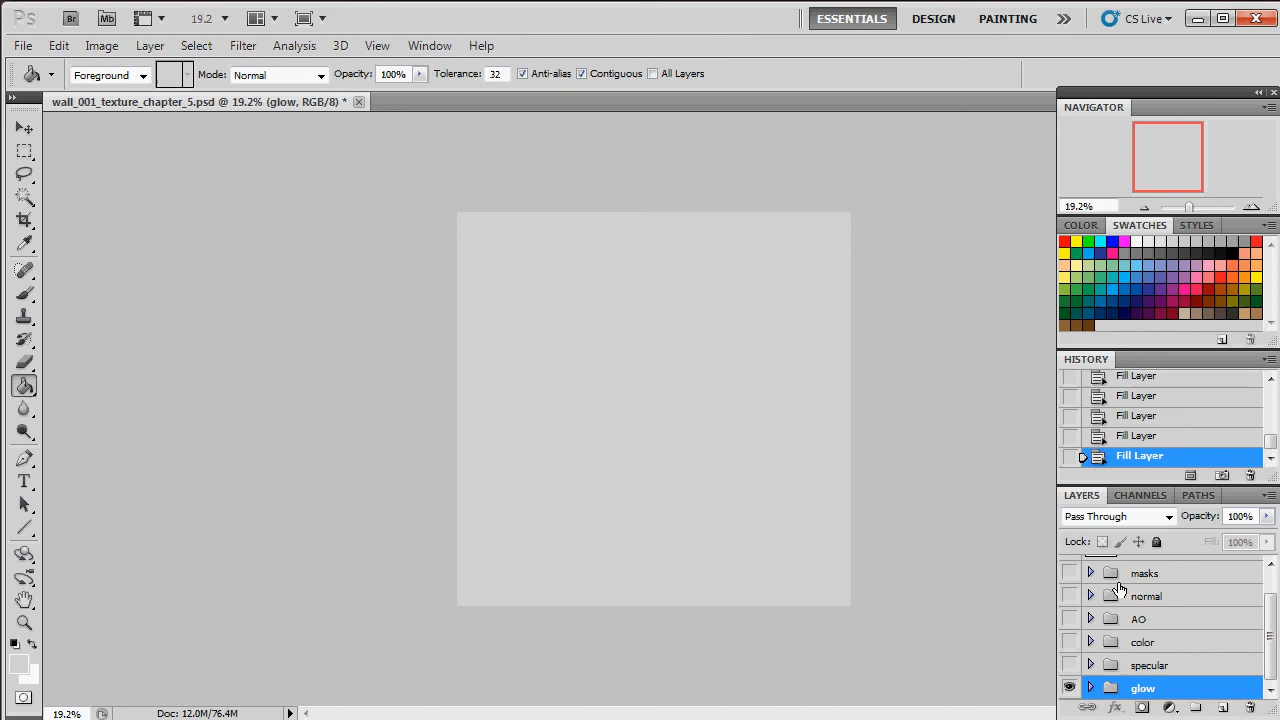 Ps Br Mb 19.2 ESSENTIALS DESIGN PAINTING CS Live
File Edit Image Layer Select Filter Analysis 3D View Window Help
Foreground Mode: Normal Opacity: 100% Tolerance: 32 Anti-alias Contiguous All Layers
wall_001_texture_chapter_5.psd @ 19.2% (glow, RGB/8) *
NAVIGATOR
19.2%
COLOR SWATCHES STYLES
HISTORY
Fill Layer
Fill Layer
Fill Layer
Fill Layer
Fill Layer
LAYERS CHANNELS PATHS
Pass Through Opacity: 100%
Lock: Fill: 100%
masks
normal
AO
color
specular
glow
19.2% Doc: 12.0M/76.4M